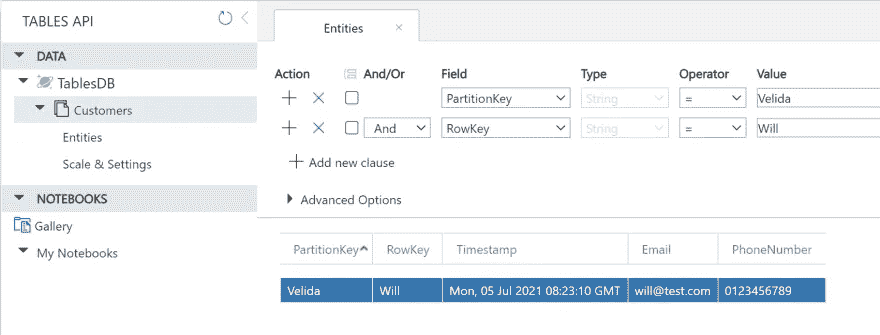 TABLES API
DATA
TablesDB
Customers
Entities
Scale & Settings
NOTEBOOKS
Gallery
My Notebooks
Entities
Action And/Or Field Type Operator Value
PartitionKey String = Velida
And RowKey String = Will
Add new clause
Advanced Options
PartitionKey RowKey Timestamp Email PhoneNumber
Velida Will Mon, 05 Jul 2021 08:23:10 GMT will@test.com 0123456789